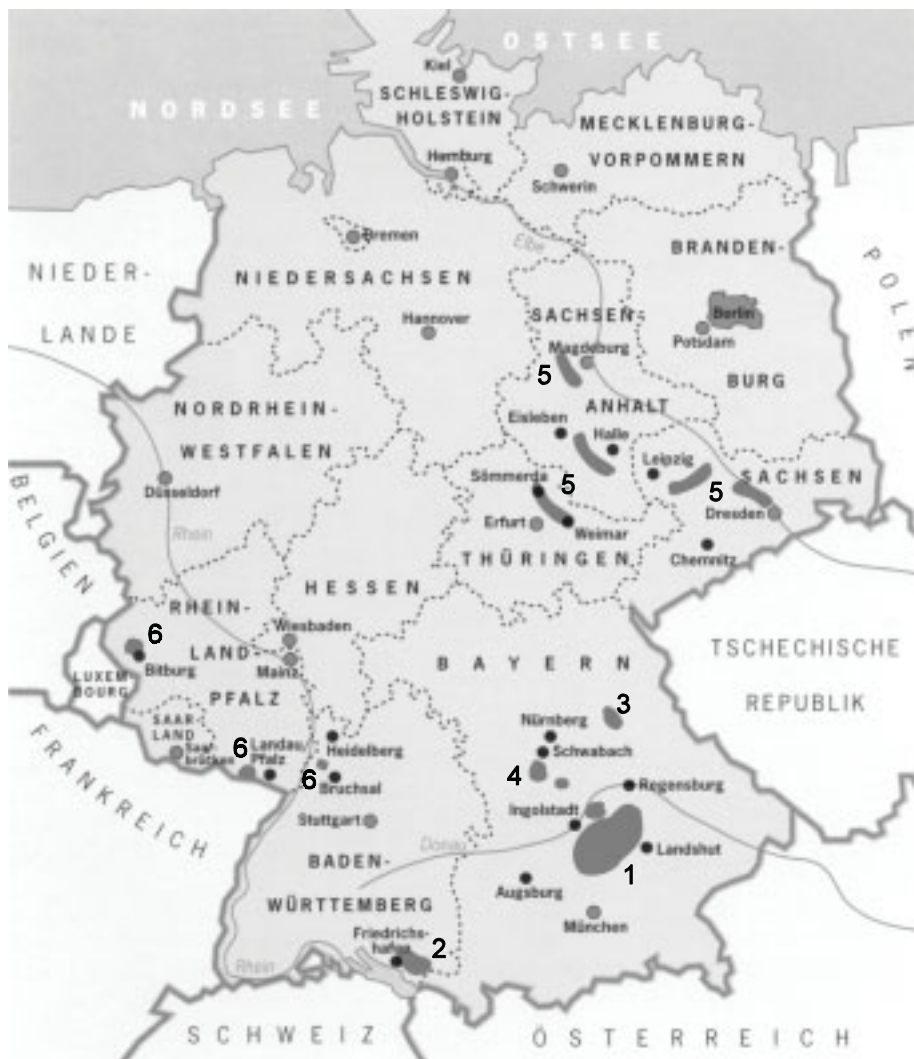 OSTSEE
Kiel
SCHLESWIG-
HOLSTEIN
NORDSEE
MECKLENBURG-
VORPOMMERN
Hamburg
Schwerin
Bremen
Elbe
BRANDEN-
NIEDERSACHSEN
NIEDER-
LANDE
POLEN
Hannover
SACHSEN-
Berlin
Potsdam
Magdeburg
5
BURG
ANHALT
NORDRHEIN-
WESTFALEN
Eisleben
Halle
Leipzig
SACHSEN
Sömmerda
5
5
Düsseldorf
Dresden
Erfurt
Weimar
BELGIEN
Rhein
THÜRINGEN
Chemnitz
HESSEN
RHEIN-
Wiesbaden
6
LAND-
Mainz
Bitburg
BAYERN
TSCHECHISCHE
REPUBLIK
LUXEM
BOURG
PFALZ
3
SAAR-
LAND
Nürnberg
Saar-
brücken
6
Landau/
Pfalz
Heidelberg
Schwabach
4
6
Bruchsal
Regensburg
FRANKREICH
Ingolstadt
Stuttgart
Donau
Landshut
1
BADEN-
Augsburg
WÜRTTEMBERG
München
Friedrichs-
hafen
2
Rhein
SCHWEIZ
ÖSTERREICH